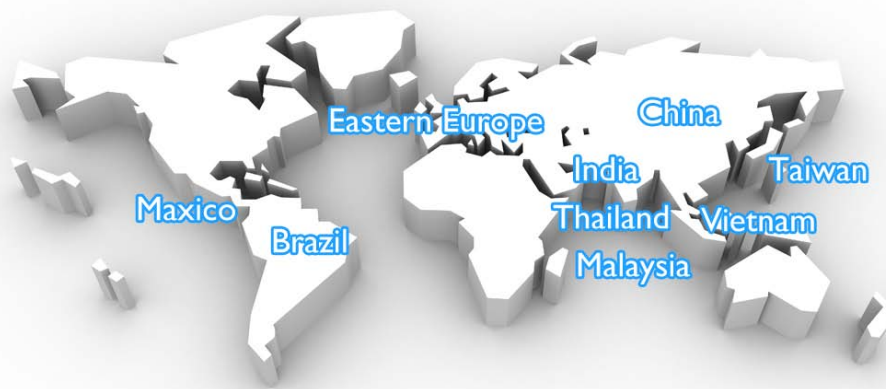 Eastern Europe
China
India
Taiwan
Maxico
Thailand
Vietnam
Brazil
Malaysia